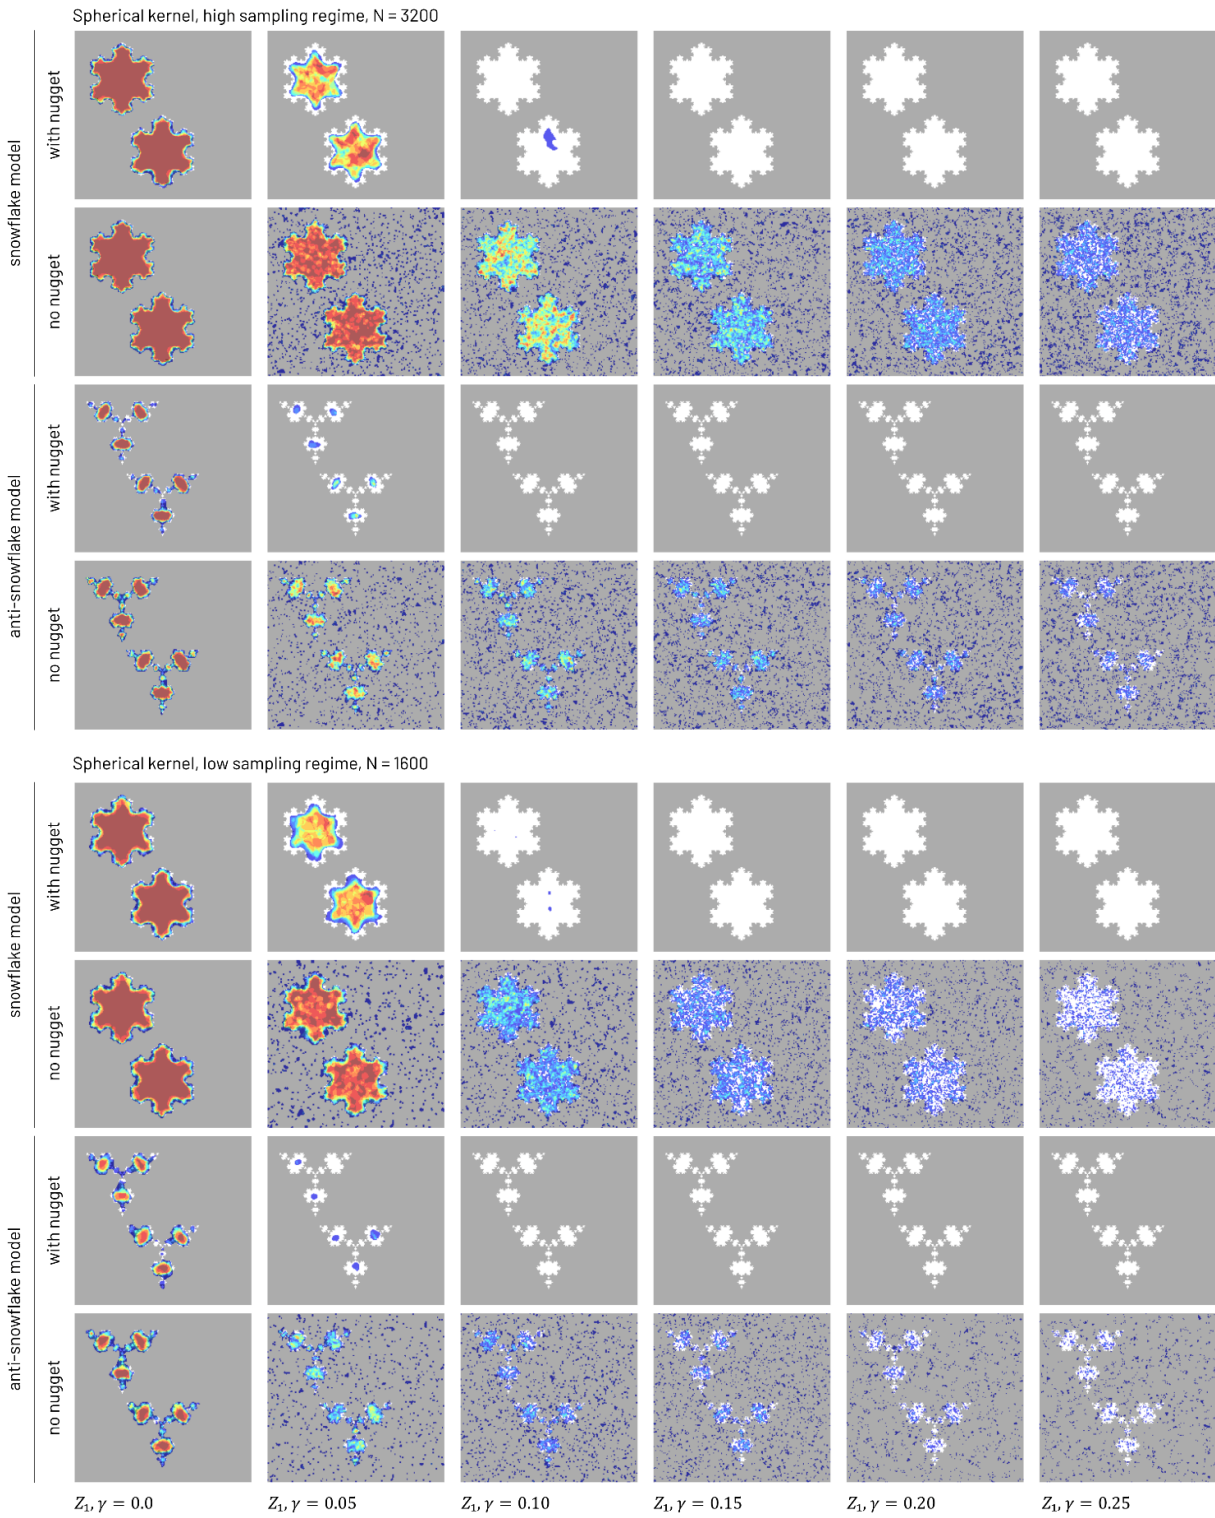 Spherical kernel, high sampling regime, N = 3200
snowflake model
with nugget
no nugget
anti-snowflake model
with nugget
no nugget
Spherical kernel, low sampling regime, N = 1600
snowflake model
with nugget
no nugget
anti-snowflake model
with nugget
no nugget
Z₁, γ = 0.0
Z₁, γ = 0.05
Z₁, γ = 0.10
Z₁, γ = 0.15
Z₁, γ = 0.20
Z₁, γ = 0.25